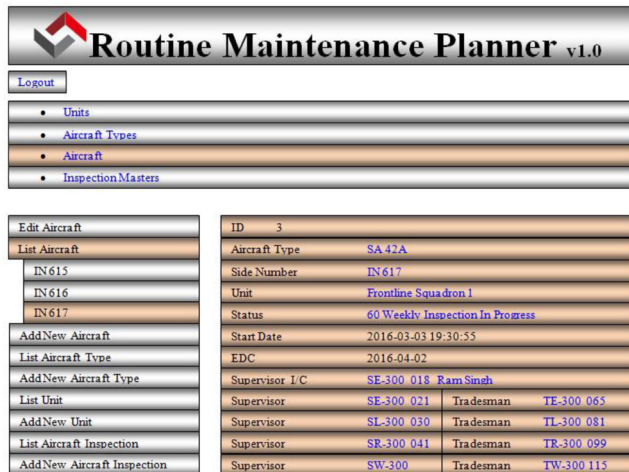 Routine Maintenance Planner v1.0
Logout
Units
Aircraft Types
Aircraft
Inspection Masters
Edit Aircraft
List Aircraft
IN615
IN616
IN617
Add New Aircraft
List Aircraft Type
Add New Aircraft Type
List Unit
Add New Unit
List Aircraft Inspection
Add New Aircraft Inspection
ID 3
Aircraft Type SA 42A
Side Number IN617
Unit Frontline Squadron 1
Status 60 Weekly Inspection In Progress
Start Date 2016-03-03 19:30:55
EDC 2016-04-02
Supervisor I/C SE-300 018 Ram Singh
Supervisor SE-300 021 Tradesman TE-300 065
Supervisor SL-300 030 Tradesman TL-300 081
Supervisor SR-300 041 Tradesman TR-300 099
Supervisor SW-300 Tradesman TW-300 115